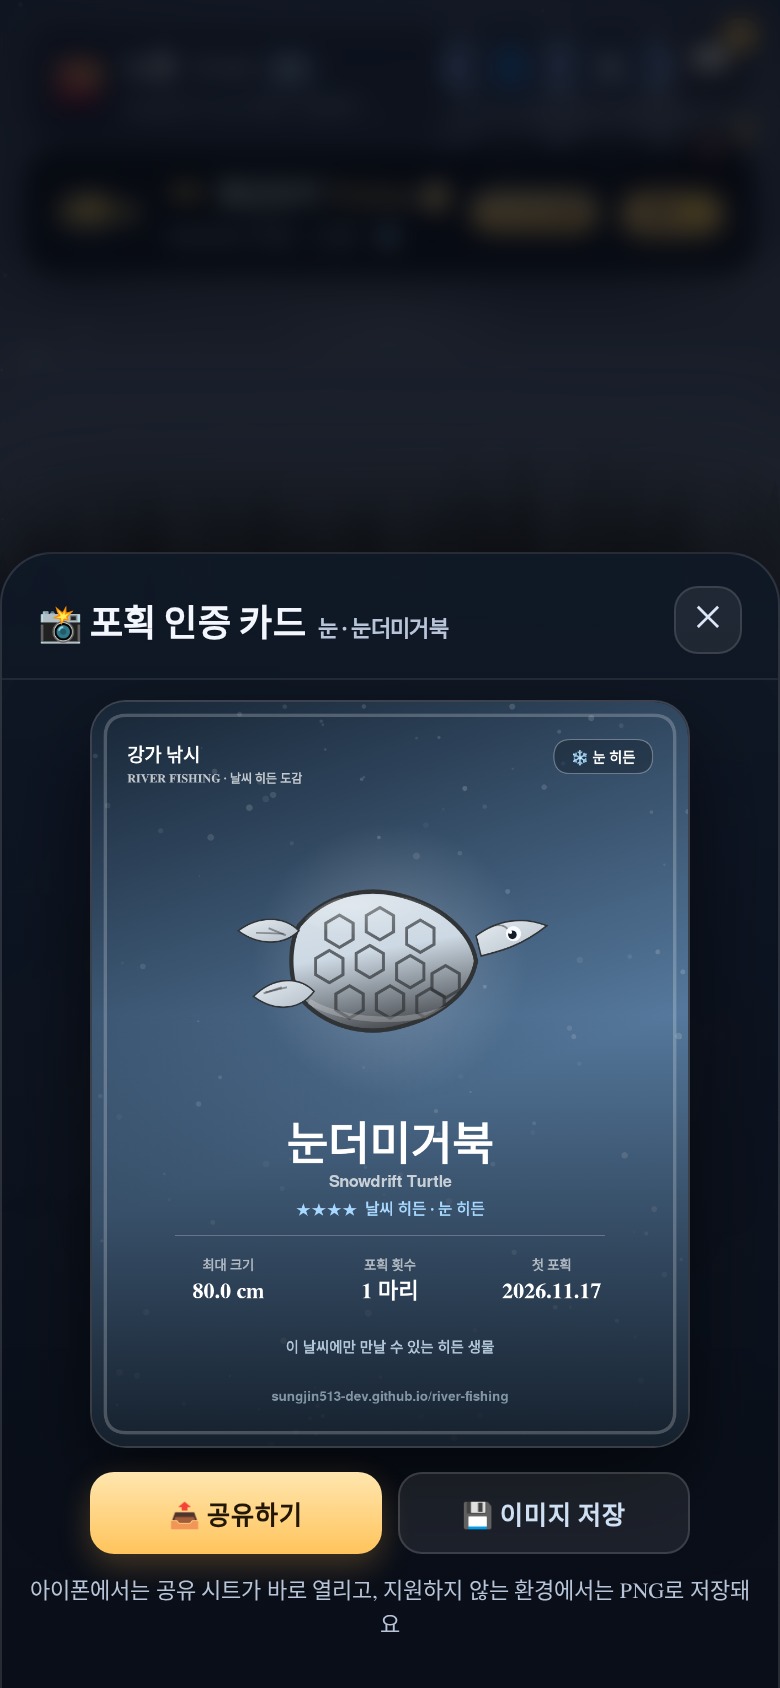 포획 인증 카드 눈 · 눈더미거북
강가 낚시
RIVER FISHING · 날씨 히든 도감
눈 히든
눈더미거북
Snowdrift Turtle
★★★★ 날씨 히든 · 눈 히든
최대 크기 포획 횟수 첫 포획
80.0 cm 1 마리 2026.11.17
이 날씨에만 만날 수 있는 히든 생물
sungjin513-dev.github.io/river-fishing
공유하기 이미지 저장
아이폰에서는 공유 시트가 바로 열리고, 지원하지 않는 환경에서는 PNG로 저장돼
요